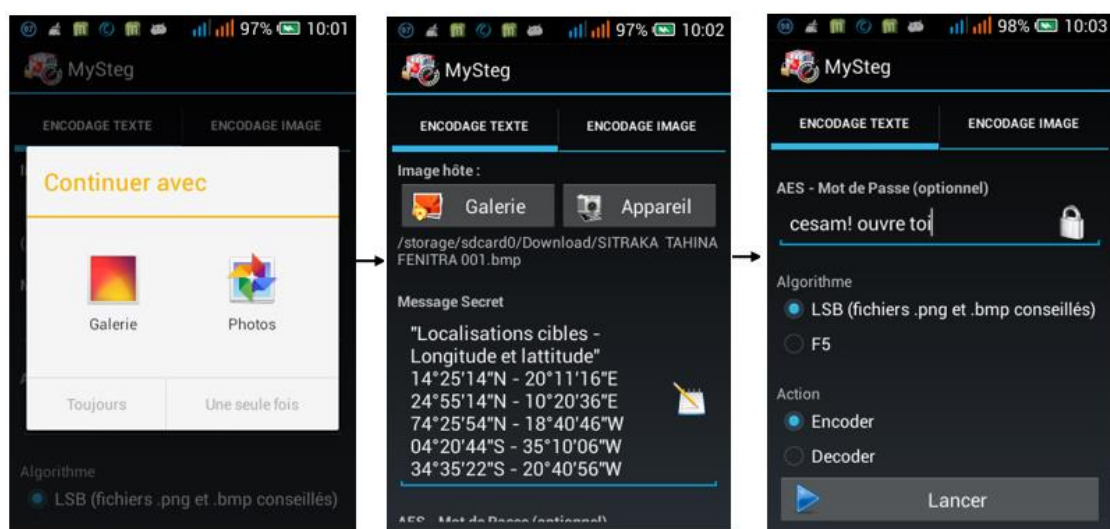 97% 10:01
MySteg
ENCODAGE TEXTE ENCODAGE IMAGE
Continuer avec
Galerie Photos
Toujours Une seule fois
Algorithme
LSB (fichiers .png et .bmp conseillés)
97% 10:02
MySteg
ENCODAGE TEXTE ENCODAGE IMAGE
Image hôte :
Galerie Appareil
/storage/sdcard0/Download/SITRAKA TAHINA
FENITRA 001.bmp
Message Secret
"Localisations cibles -
Longitude et lattitude"
14°25'14"N - 20°11'16"E
24°55'14"N - 10°20'36"E
74°25'54"N - 18°40'46"W
04°20'44"S - 35°10'06"W
34°35'22"S - 20°40'56"W
AES - Mot de Passe (optionnel)
98% 10:03
MySteg
ENCODAGE TEXTE ENCODAGE IMAGE
AES - Mot de Passe (optionnel)
cesam! ouvre toi
Algorithme
LSB (fichiers .png et .bmp conseillés)
F5
Action
Encoder
Decoder
Lancer